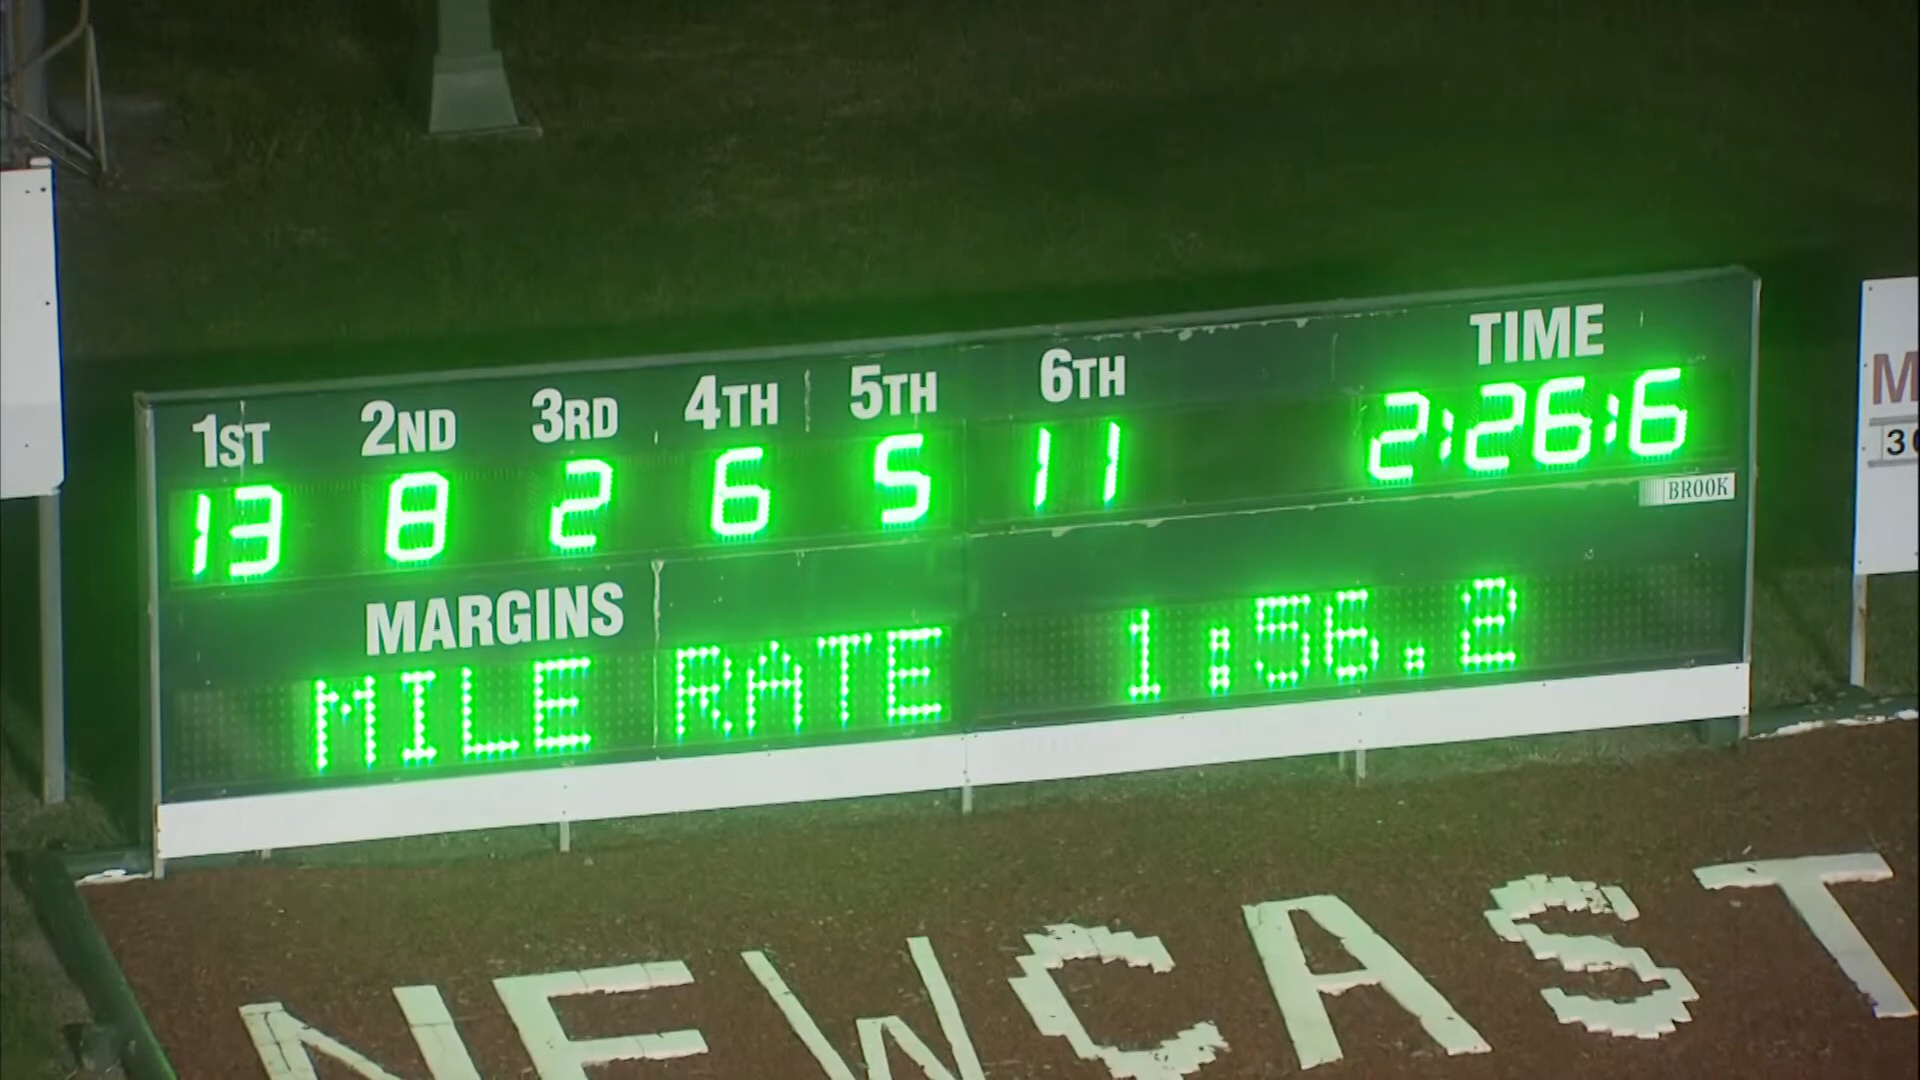 1ST 2ND 3RD 4TH 5TH 6TH TIME
13 8 2 6 5 11 2:26:6
BROOK
MARGINS
MILE RATE 1:56.2
M
30
NEWCAST